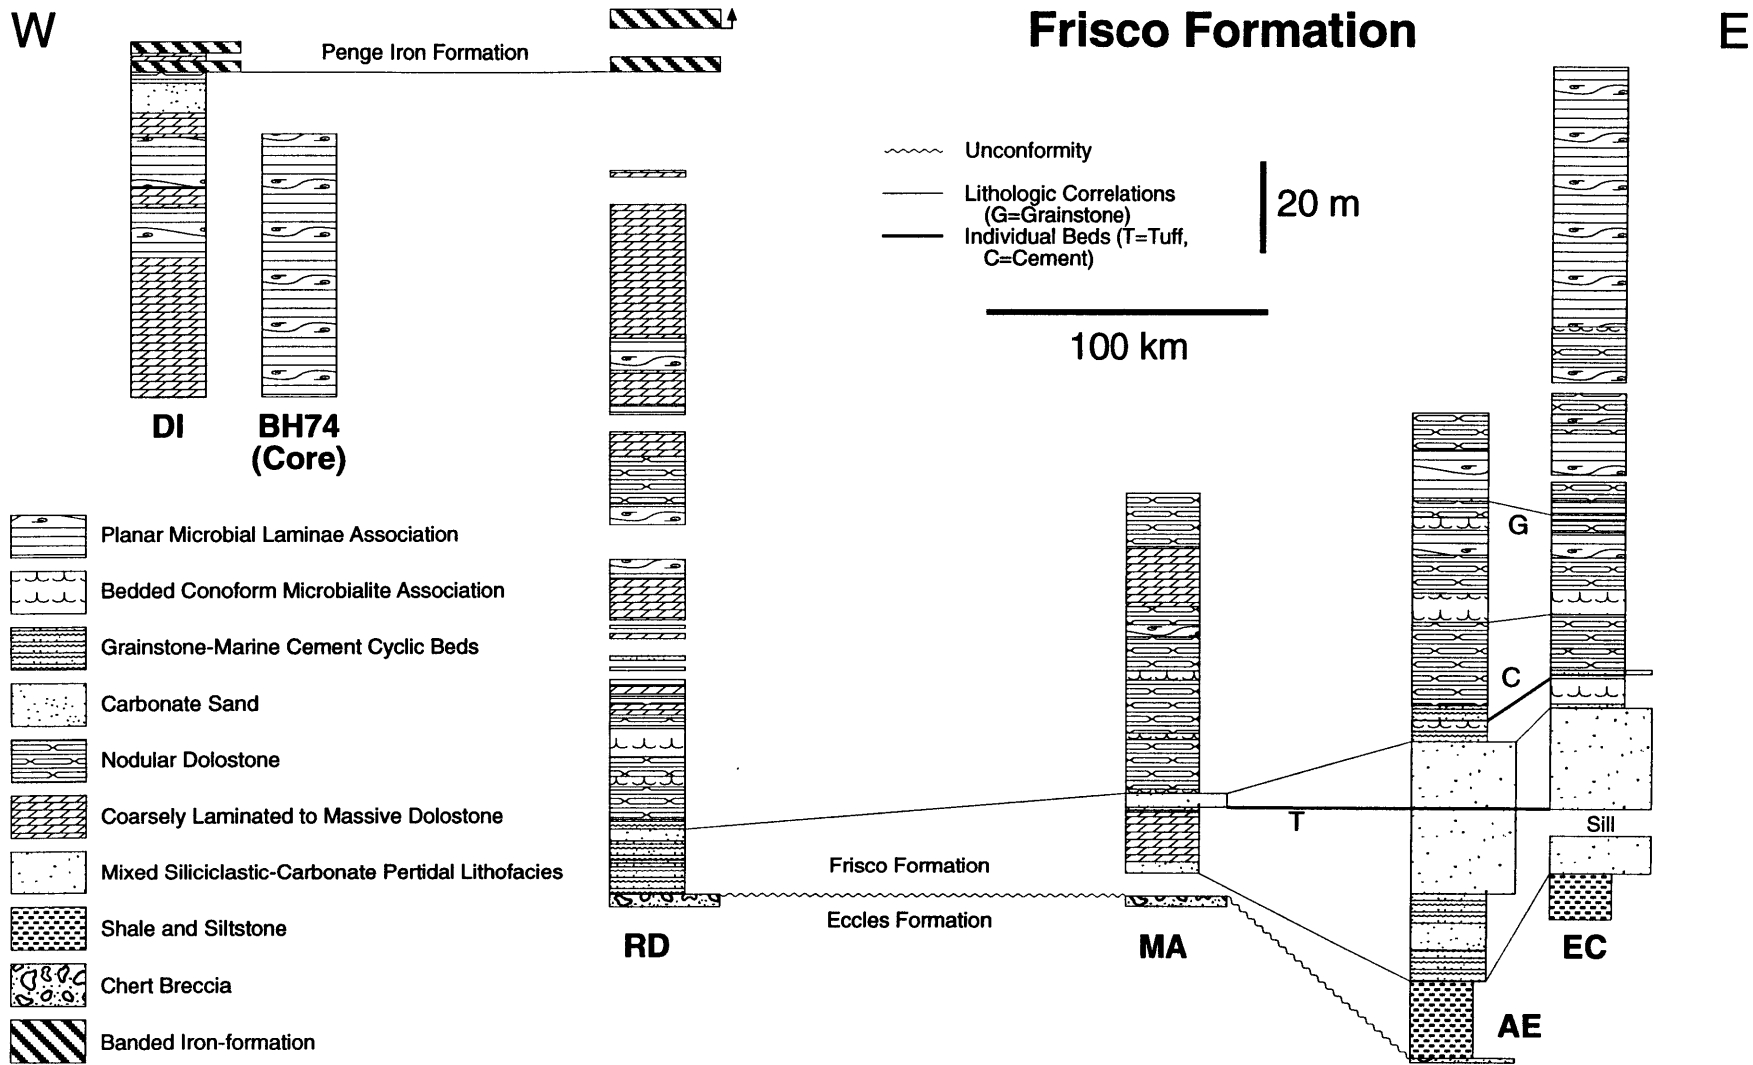 W
Frisco Formation
E
Penge Iron Formation
Unconformity
Lithologic Correlations
(G=Grainstone)
Individual Beds (T=Tuff,
C=Cement)
20 m
100 km
DI
BH74
(Core)
Planar Microbial Laminae Association
Bedded Conoform Microbialite Association
Grainstone-Marine Cement Cyclic Beds
Carbonate Sand
Nodular Dolostone
Coarsely Laminated to Massive Dolostone
Mixed Siliciclastic-Carbonate Pertidal Lithofacies
Shale and Siltstone
Chert Breccia
Banded Iron-formation
G
C
T
Sill
Frisco Formation
Eccles Formation
RD
MA
EC
AE